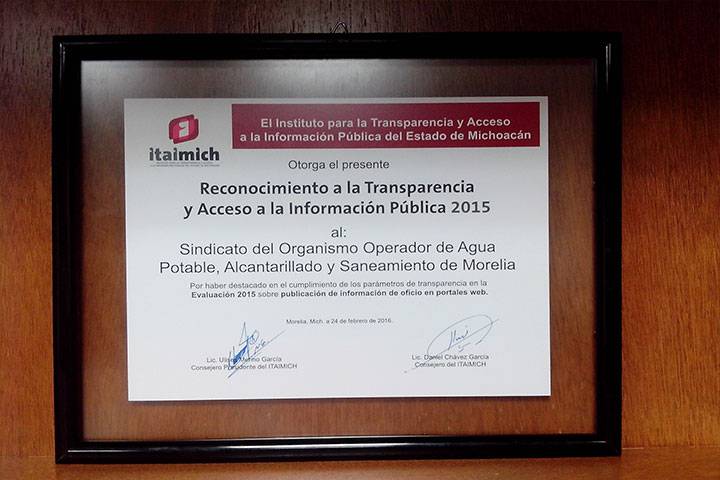 itaimich
El Instituto para la Transparencia y Acceso
a la Información Pública del Estado de Michoacán
Otorga el presente
Reconocimiento a la Transparencia
y Acceso a la Información Pública 2015
al:
Sindicato del Organismo Operador de Agua
Potable, Alcantarillado y Saneamiento de Morelia
Por haber destacado en el cumplimiento de los parámetros de transparencia en la
Evaluación 2015 sobre publicación de información de oficio en portales web.
Morelia, Mich. a 24 de febrero de 2016.
Lic. Ulises Merino García
Consejero Presidente del ITAIMICH
Lic. Daniel Chávez García
Consejero del ITAIMICH